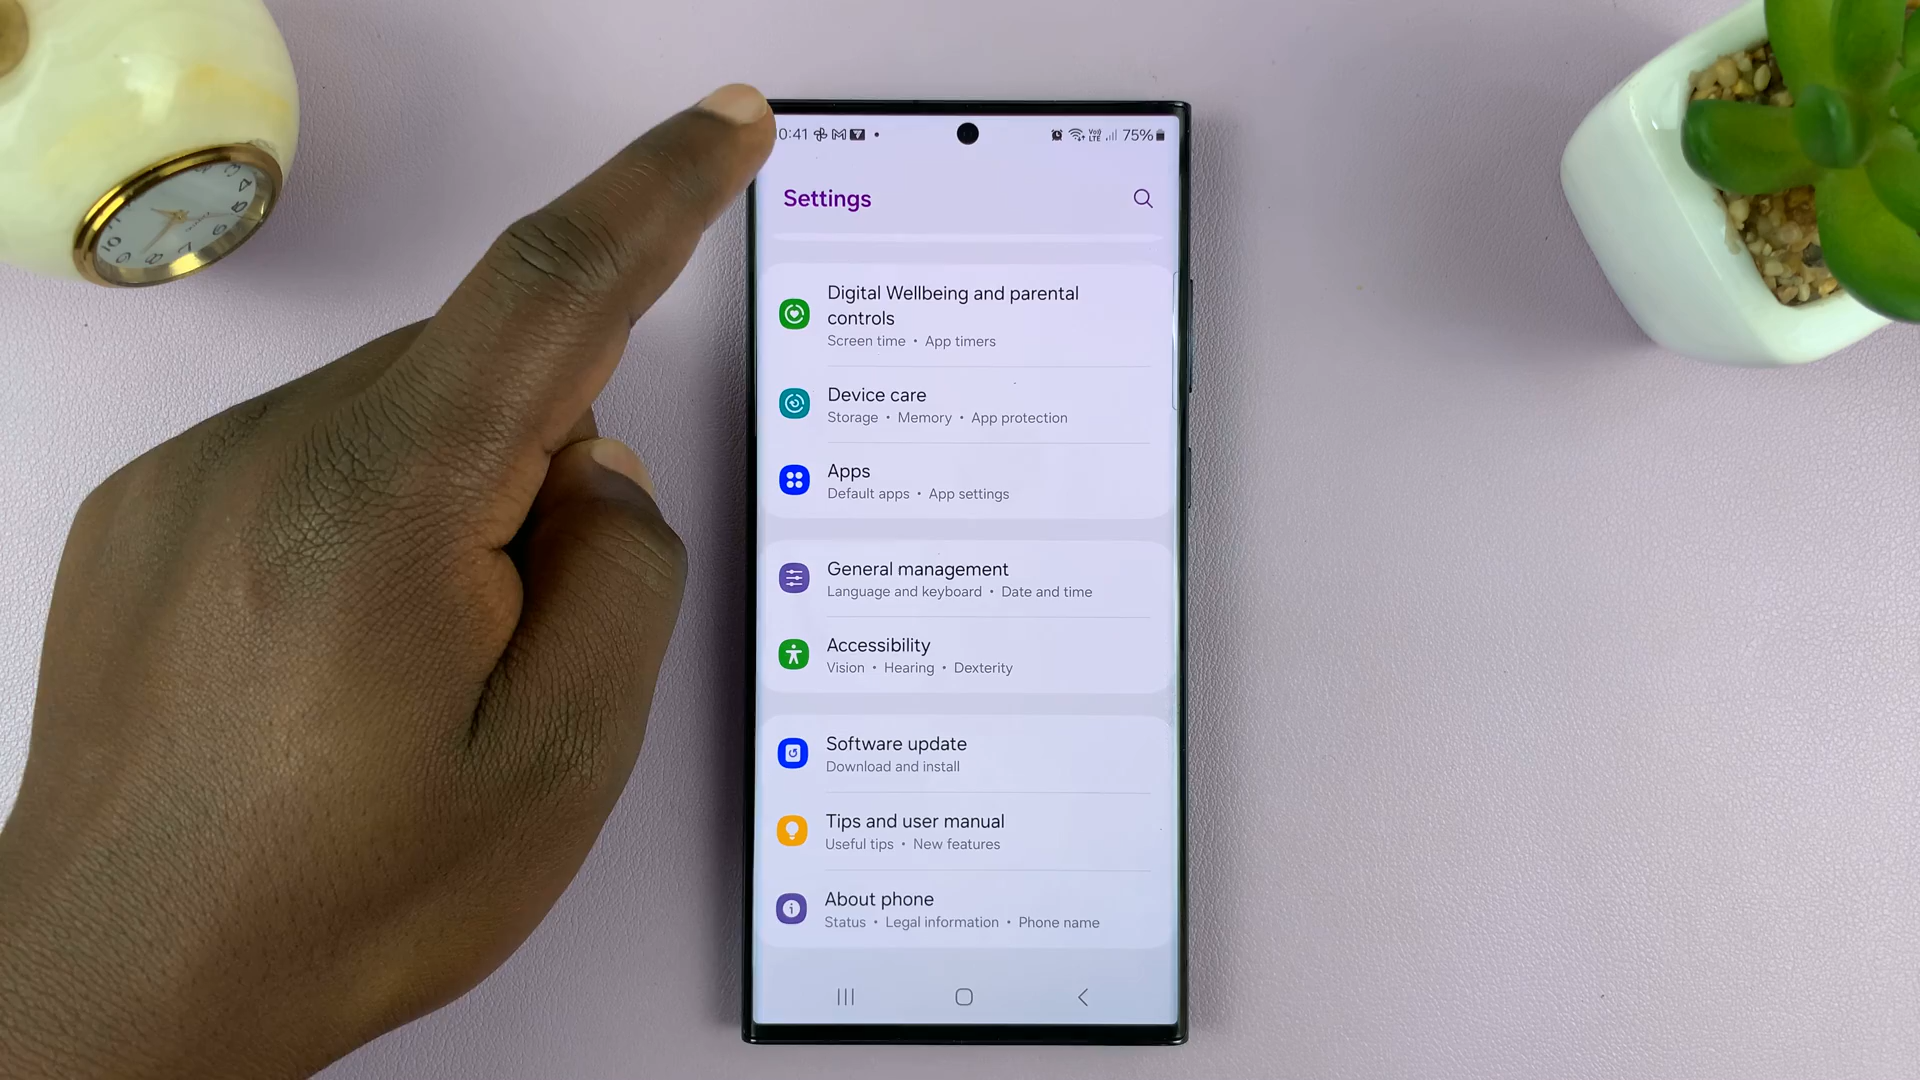 0:41 75%
Settings
Digital Wellbeing and parental
controls
Screen time • App timers
Device care
Storage • Memory • App protection
Apps
Default apps • App settings
General management
Language and keyboard • Date and time
Accessibility
Vision • Hearing • Dexterity
Software update
Download and install
Tips and user manual
Useful tips • New features
About phone
Status • Legal information • Phone name